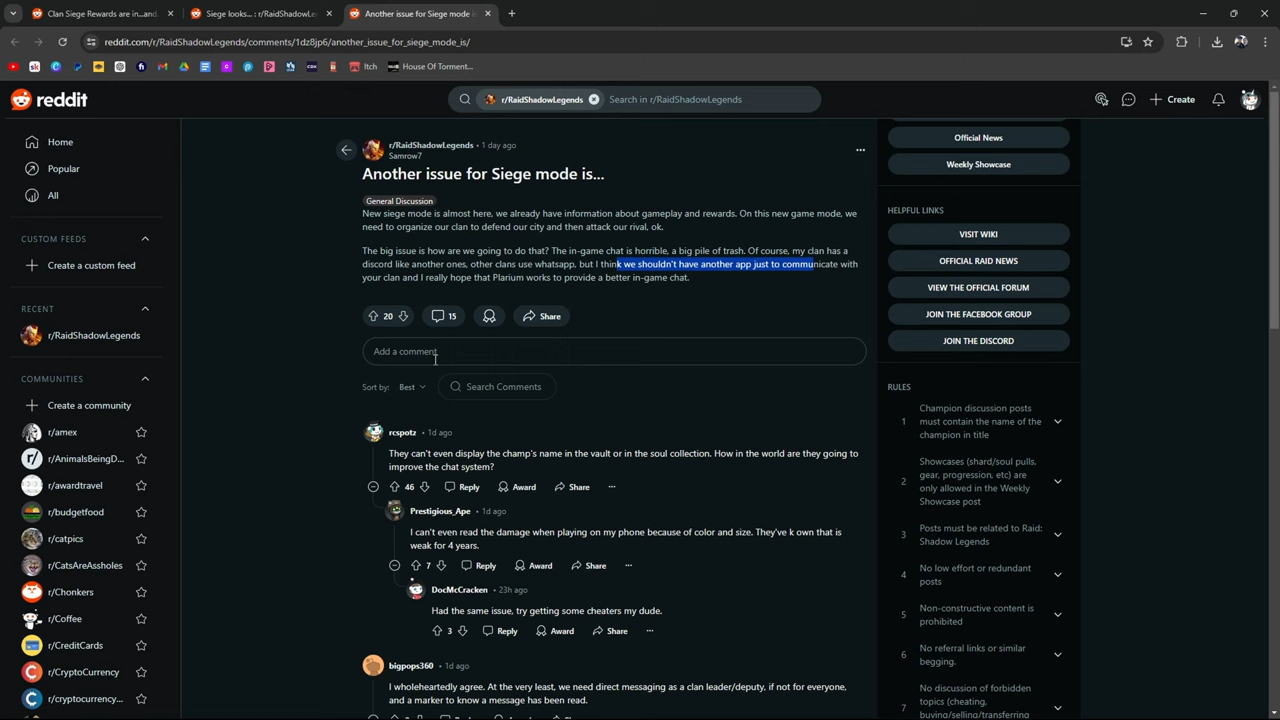 Clan Siege Rewards are in...and
Siege looks... : r/RaidShadowLe
Another issue for Siege mode is
reddit.com/r/RaidShadowLegends/comments/1dz8jp6/another_issue_for_siege_mode_is/
Itch
House Of Torment...
reddit
r/RaidShadowLegends
Search in r/RaidShadowLegends
Create
Home
Popular
All
CUSTOM FEEDS
Create a custom feed
RECENT
r/RaidShadowLegends
COMMUNITIES
Create a community
r/amex
r/AnimalsBeingD...
r/awardtravel
r/budgetfood
r/catpics
r/CatsAreAssholes
r/Chonkers
r/Coffee
r/CreditCards
r/CryptoCurrency
r/cryptocurrency...
r/RaidShadowLegends • 1 day ago
Samrow7
Another issue for Siege mode is...
General Discussion
New siege mode is almost here, we already have information about gameplay and rewards. On this new game mode, we
need to organize our clan to defend our city and then attack our rival, ok.
The big issue is how are we going to do that? The in-game chat is horrible, a big pile of trash. Of course, my clan has a
discord like another ones, other clans use whatsapp, but I think we shouldn't have another app just to communicate with
your clan and I really hope that Plarium works to provide a better in-game chat.
20
15
Share
Add a comment
Sort by: Best
Search Comments
rcspotz • 1d ago
They can't even display the champ's name in the vault or in the soul collection. How in the world are they going to
improve the chat system?
46
Reply
Award
Share
Prestigious_Ape • 1d ago
I can't even read the damage when playing on my phone because of color and size. They've k own that is
weak for 4 years.
7
Reply
Award
Share
DocMcCracken • 23h ago
Had the same issue, try getting some cheaters my dude.
3
Reply
Award
Share
bigpops360 • 1d ago
I wholeheartedly agree. At the very least, we need direct messaging as a clan leader/deputy, if not for everyone,
and a marker to know a message has been read.
Official News
Weekly Showcase
HELPFUL LINKS
VISIT WIKI
OFFICIAL RAID NEWS
VIEW THE OFFICIAL FORUM
JOIN THE FACEBOOK GROUP
JOIN THE DISCORD
RULES
1
Champion discussion posts
must contain the name of the
champion in title
2
Showcases (shard/soul pulls,
gear, progression, etc) are
only allowed in the Weekly
Showcase post
3
Posts must be related to Raid:
Shadow Legends
4
No low effort or redundant
posts
5
Non-constructive content is
prohibited
6
No referral links or similar
begging.
7
No discussion of forbidden
topics (cheating,
buying/selling/transferring